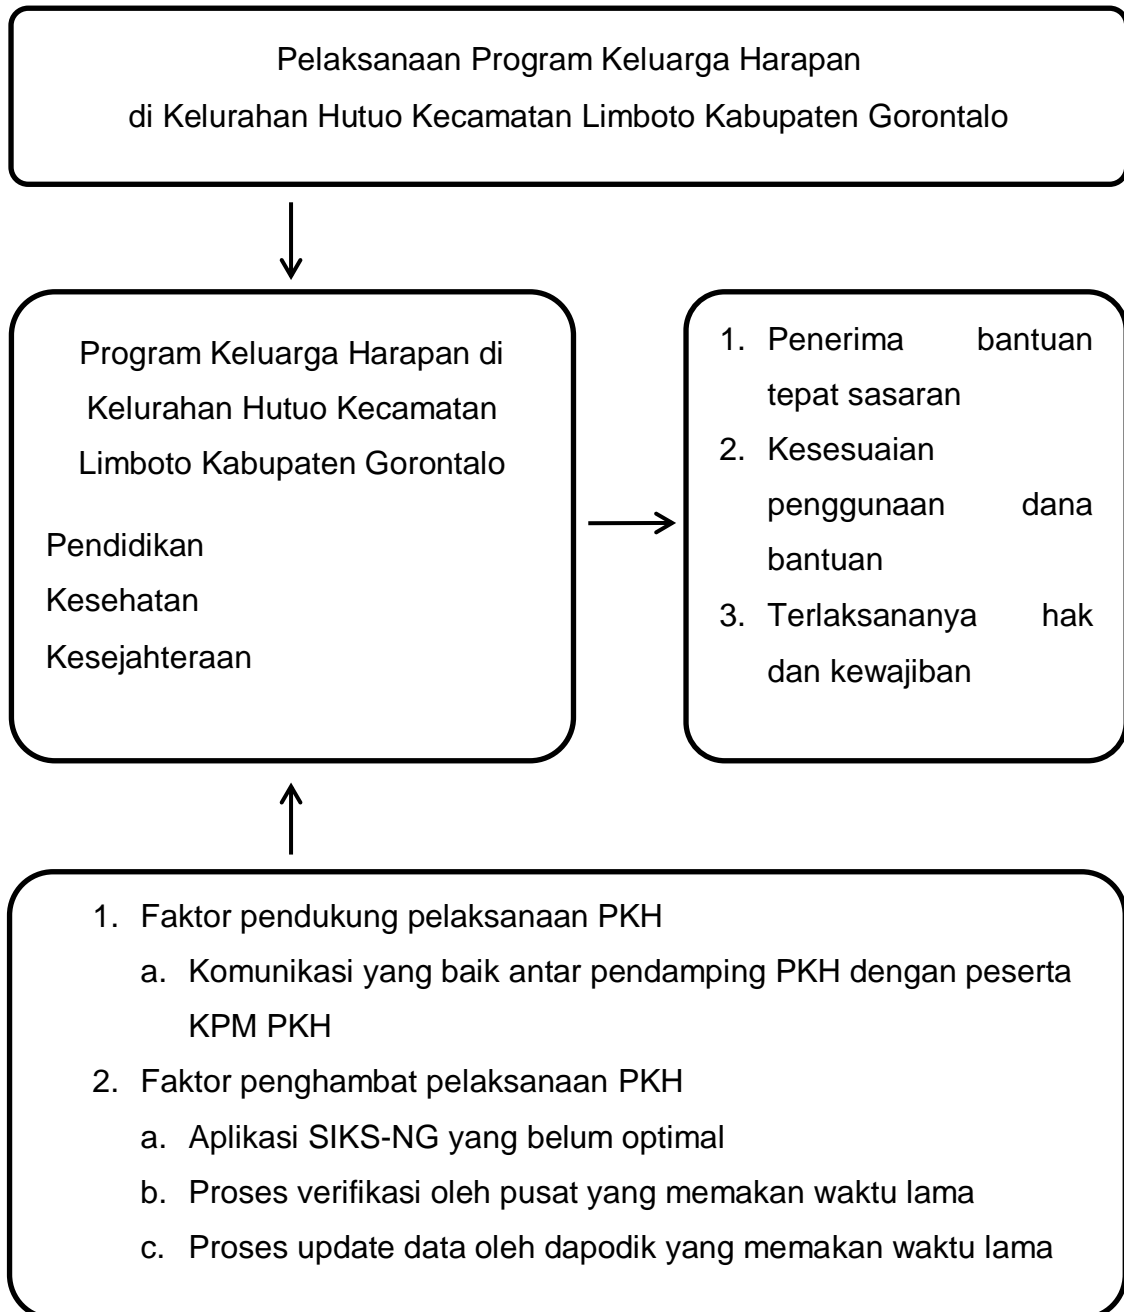 Pelaksanaan Program Keluarga Harapan
di Kelurahan Hutuo Kecamatan Limboto Kabupaten Gorontalo
Program Keluarga Harapan di
Kelurahan Hutuo Kecamatan
Limboto Kabupaten Gorontalo
Pendidikan
Kesehatan
Kesejahteraan
1. Penerima bantuan
tepat sasaran
2. Kesesuaian
penggunaan dana
bantuan
3. Terlaksananya hak
dan kewajiban
1. Faktor pendukung pelaksanaan PKH
a. Komunikasi yang baik antar pendamping PKH dengan peserta
KPM PKH
2. Faktor penghambat pelaksanaan PKH
a. Aplikasi SIKS-NG yang belum optimal
b. Proses verifikasi oleh pusat yang memakan waktu lama
c. Proses update data oleh dapodik yang memakan waktu lama